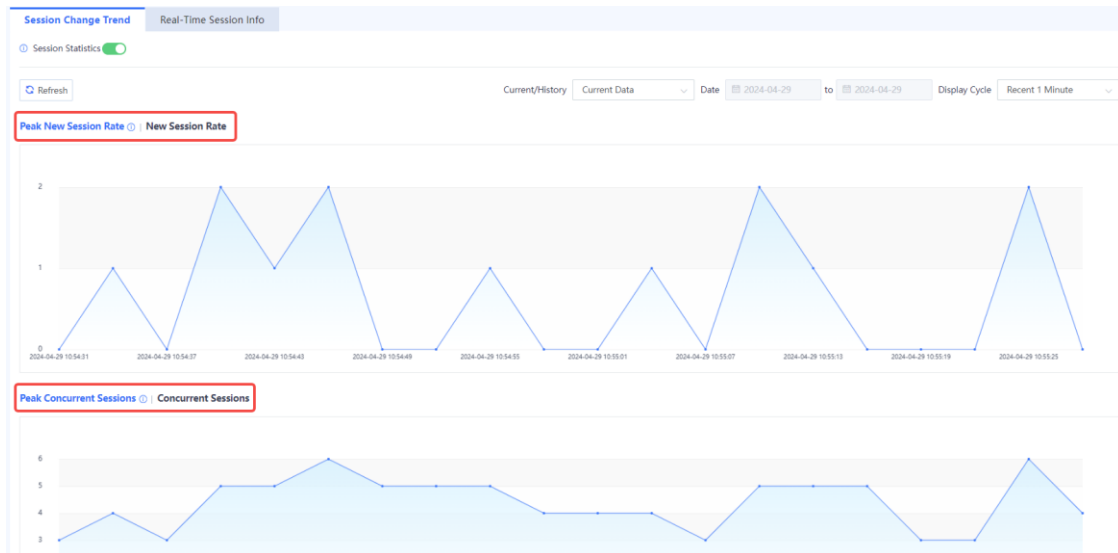 Session Change Trend Real-Time Session Info
Session Statistics
Refresh Current/History Current Data Date 2024-04-29 to 2024-04-29 Display Cycle Recent 1 Minute
Peak New Session Rate | New Session Rate
2
1
0
2024-04-29 10:54:31 2024-04-29 10:54:37 2024-04-29 10:54:43 2024-04-29 10:54:49 2024-04-29 10:54:55 2024-04-29 10:55:01 2024-04-29 10:55:07 2024-04-29 10:55:13 2024-04-29 10:55:19 2024-04-29 10:55:25
Peak Concurrent Sessions | Concurrent Sessions
6
5
4
3